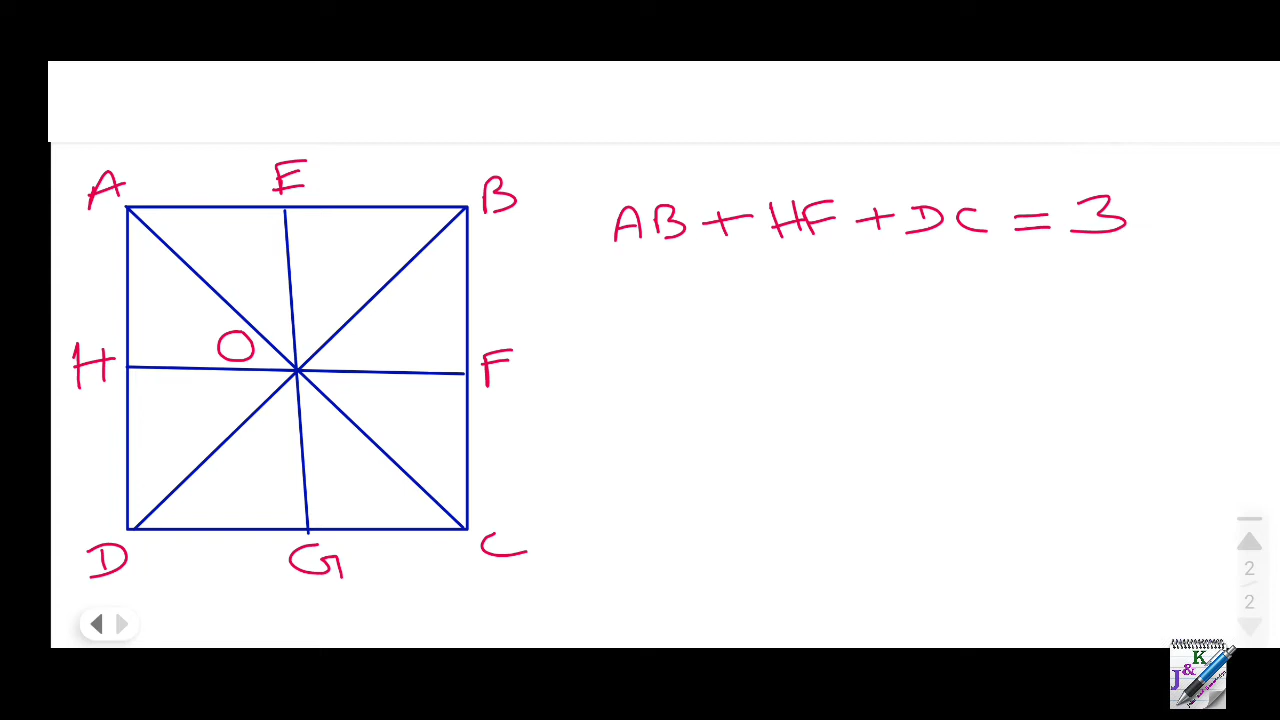 A E B
AB + HF + DC = 3
H O F
D G C
2
2
J & K